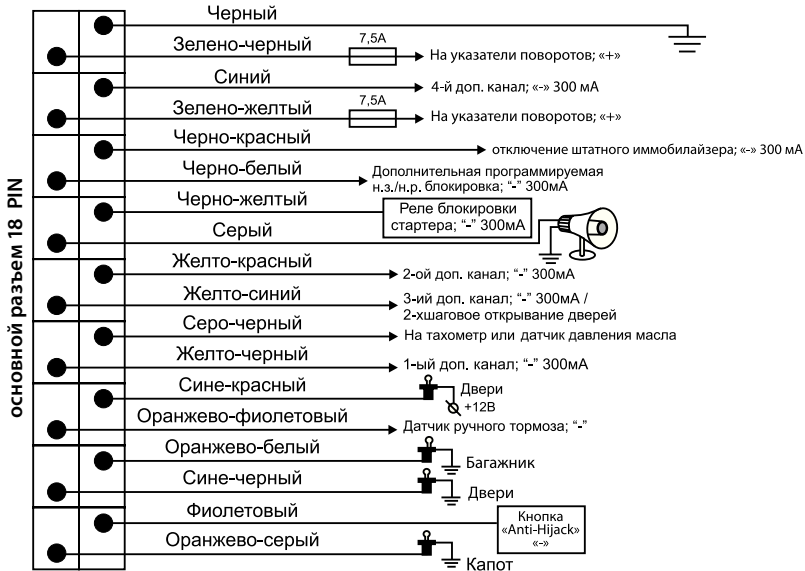 основной разъем 18 PIN
Черный
Зелено-черный
7,5А
На указатели поворотов; «+»
Синий
4-й доп. канал; «-» 300 мА
Зелено-желтый
7,5А
На указатели поворотов; «+»
Черно-красный
отключение штатного иммобилайзера; «-» 300 мА
Черно-белый
Дополнительная программируемая
н.з./н.р. блокировка; “-” 300мА
Черно-желтый
Реле блокировки
стартера; “-” 300мА
Серый
Желто-красный
2-ой доп. канал; “-” 300мА
Желто-синий
3-ий доп. канал; “-” 300мА /
2-хшаговое открывание дверей
Серо-черный
На тахометр или датчик давления масла
Желто-черный
1-ый доп. канал; “-” 300мА
Сине-красный
Двери
+12В
Оранжево-фиолетовый
Датчик ручного тормоза; “-”
Оранжево-белый
Багажник
Сине-черный
Двери
Фиолетовый
Кнопка
«Anti-Hijack»
«-»
Оранжево-серый
Капот